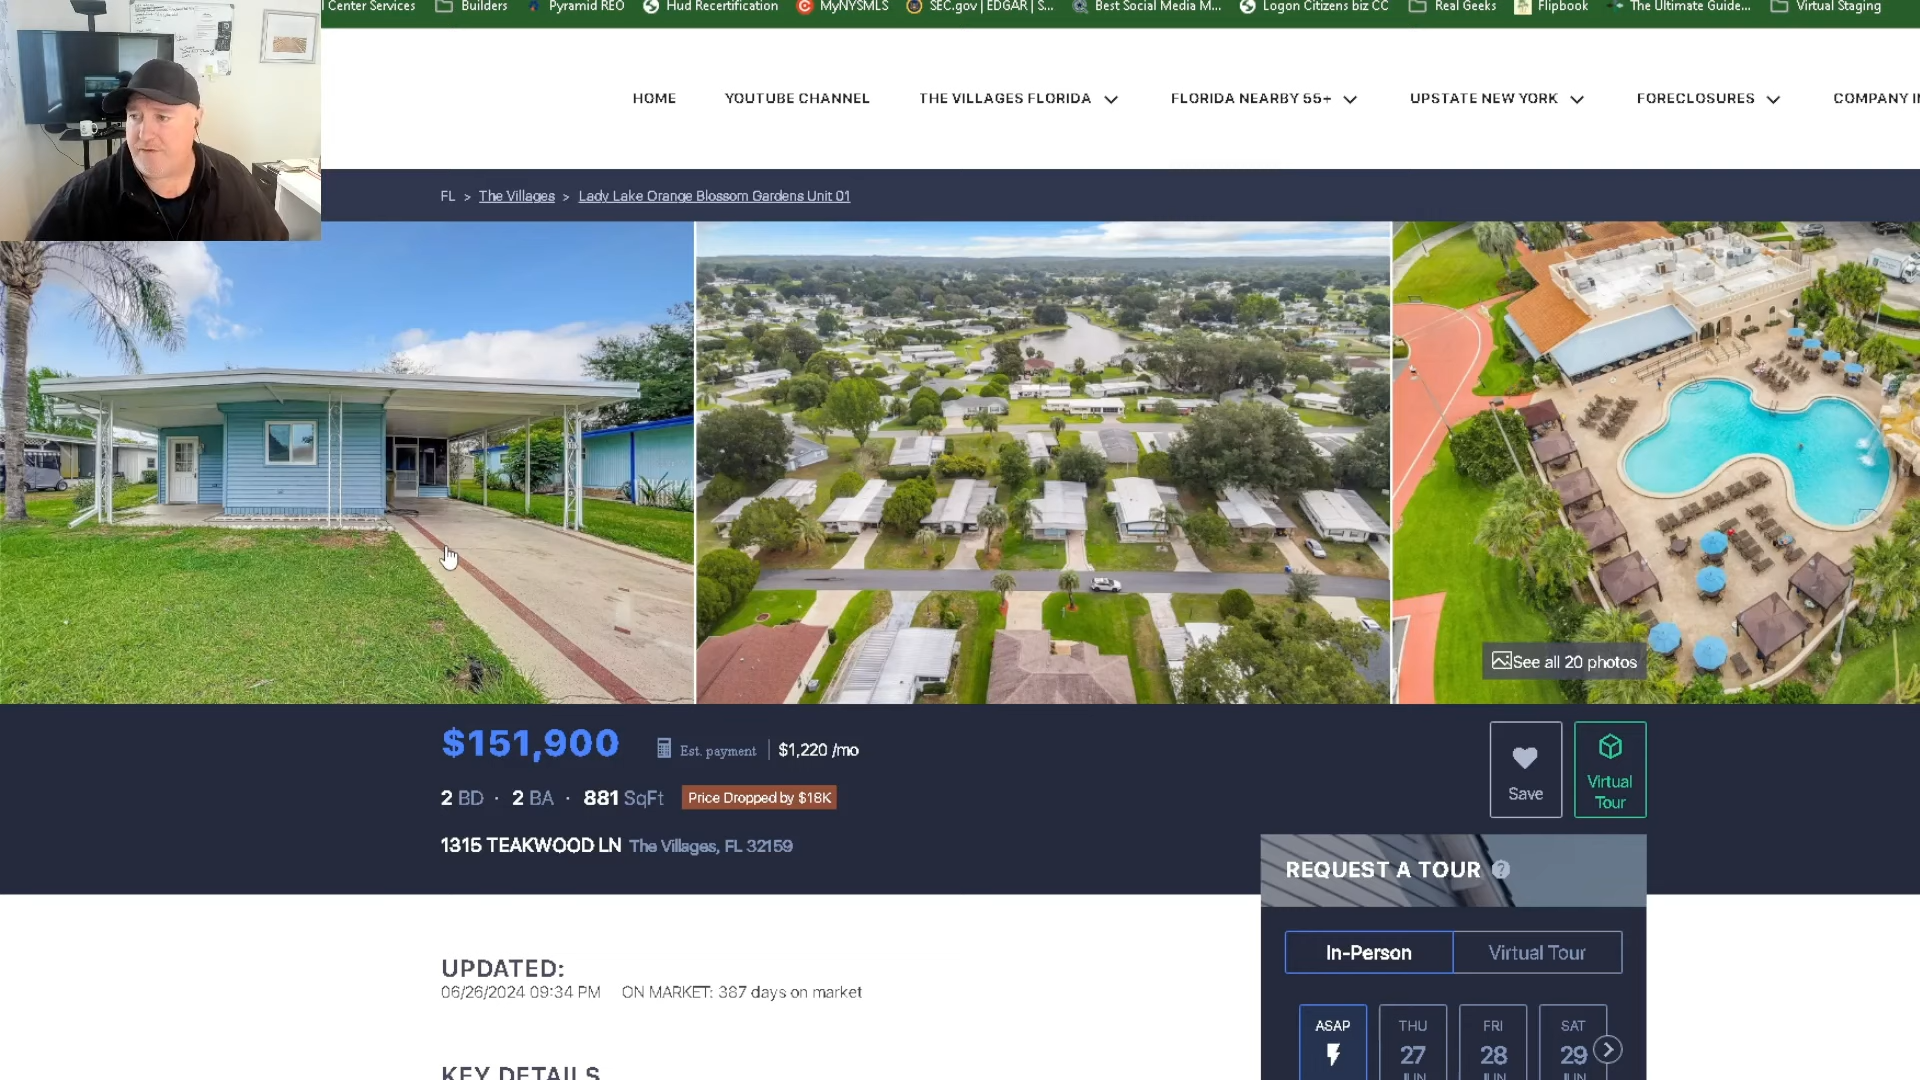 Center Services Builders Pyramid REO Hud Recertification MyNYSMLS SEC.gov | EDGAR | S... Best Social Media M... Logon Citizens biz CC Real Geeks Flipbook The Ultimate Guide... Virtual Staging
HOME YOUTUBE CHANNEL THE VILLAGES FLORIDA FLORIDA NEARBY 55+ UPSTATE NEW YORK FORECLOSURES COMPANY
FL > The Villages > Lady Lake Orange Blossom Gardens Unit 01
See all 20 photos
$151,900 Est. payment $1,220 /mo
2 BD · 2 BA · 881 SqFt Price Dropped by $18K
1315 TEAKWOOD LN The Villages, FL 32159
Save
Virtual
Tour
REQUEST A TOUR ?
In-Person Virtual Tour
UPDATED:
06/26/2024 09:34 PM ON MARKET: 387 days on market
ASAP THU FRI SAT
27 28 29
JUN JUN JUN
KEY DETAILS